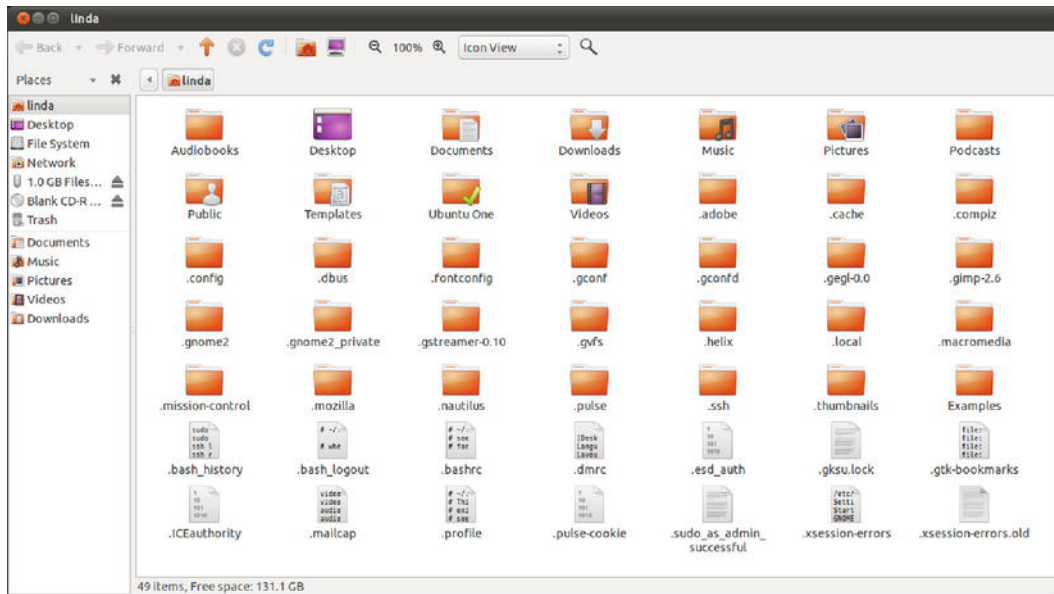 linda
Back Forward 100% Icon View
Places linda
linda
Desktop
File System
Network
1.0 GB Files...
Blank CD-R ...
Trash
Documents
Music
Pictures
Videos
Downloads
Audiobooks Desktop Documents Downloads Music Pictures Podcasts
Public Templates Ubuntu One Videos .adobe .cache .compiz
.config .dbus .fontconfig .gconf .gconfd .gegl-0.0 .gimp-2.6
.gnome2 .gnome2_private .gstreamer-0.10 .gvfs .helix .local .macromedia
.mission-control .mozilla .nautilus .pulse .ssh .thumbnails Examples
.bash_history .bash_logout .bashrc .dmrc .esd_auth .gksu.lock .gtk-bookmarks
.ICEauthority .mailcap .profile .pulse-cookie .sudo_as_admin_ .xsession-errors .xsession-errors.old
successful
49 items, Free space: 131.1 GB